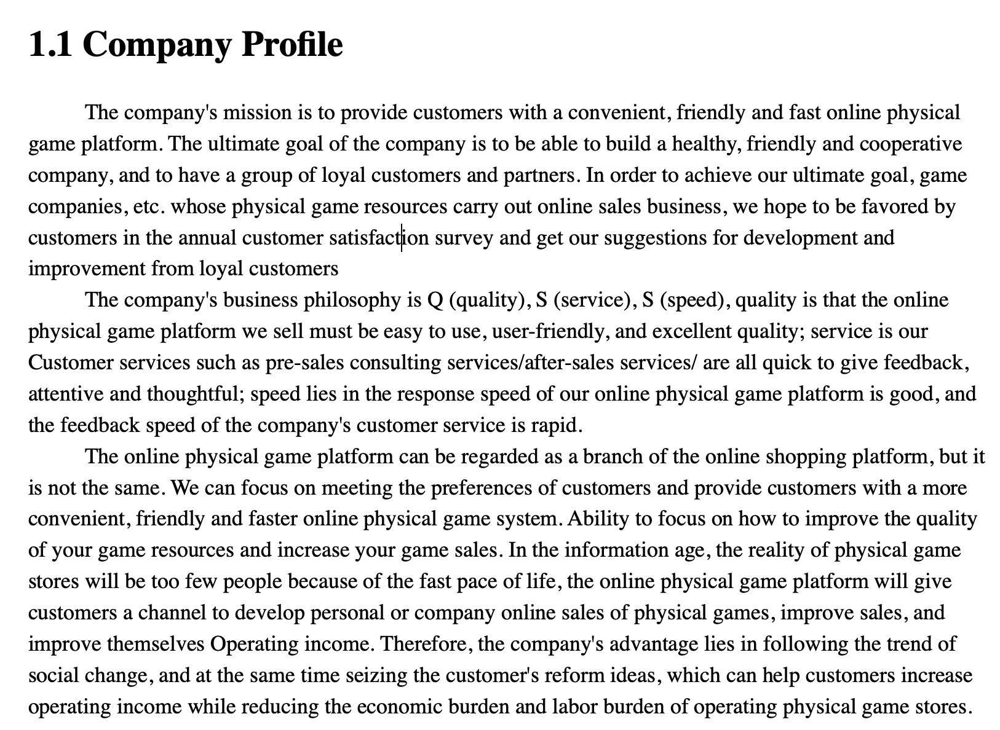 1.1 Company Profile
The company's mission is to provide customers with a convenient, friendly and fast online physical
game platform. The ultimate goal of the company is to be able to build a healthy, friendly and cooperative
company, and to have a group of loyal customers and partners. In order to achieve our ultimate goal, game
companies, etc. whose physical game resources carry out online sales business, we hope to be favored by
customers in the annual customer satisfaction survey and get our suggestions for development and
improvement from loyal customers
The company's business philosophy is Q (quality), S (service), S (speed), quality is that the online
physical game platform we sell must be easy to use, user-friendly, and excellent quality; service is our
Customer services such as pre-sales consulting services/after-sales services/ are all quick to give feedback,
attentive and thoughtful; speed lies in the response speed of our online physical game platform is good, and
the feedback speed of the company's customer service is rapid.
The online physical game platform can be regarded as a branch of the online shopping platform, but it
is not the same. We can focus on meeting the preferences of customers and provide customers with a more
convenient, friendly and faster online physical game system. Ability to focus on how to improve the quality
of your game resources and increase your game sales. In the information age, the reality of physical game
stores will be too few people because of the fast pace of life, the online physical game platform will give
customers a channel to develop personal or company online sales of physical games, improve sales, and
improve themselves Operating income. Therefore, the company's advantage lies in following the trend of
social change, and at the same time seizing the customer's reform ideas, which can help customers increase
operating income while reducing the economic burden and labor burden of operating physical game stores.